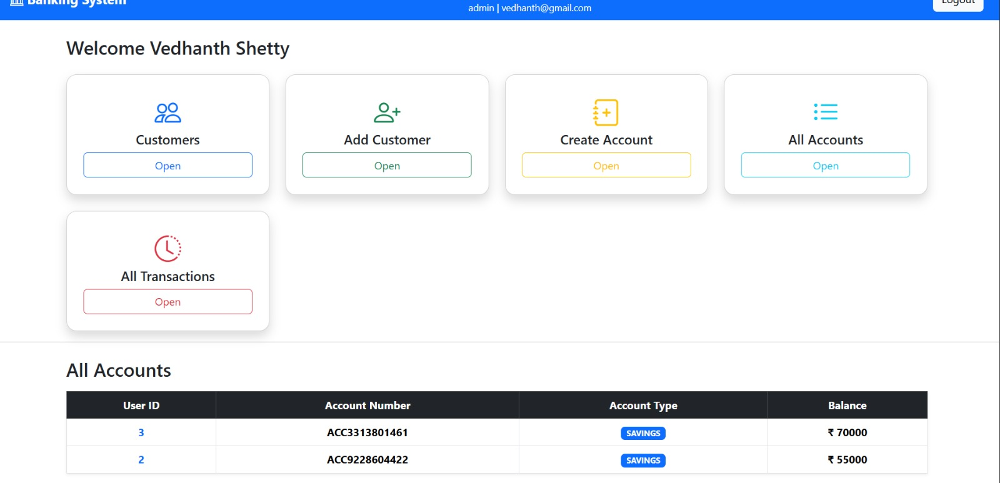 Banking System
admin | vedhanth@gmail.com
Logout
Welcome Vedhanth Shetty
Customers
Open
Add Customer
Open
Create Account
Open
All Accounts
Open
All Transactions
Open
All Accounts
User ID Account Number Account Type Balance
3 ACC3313801461 SAVINGS ₹ 70000
2 ACC9228604422 SAVINGS ₹ 55000